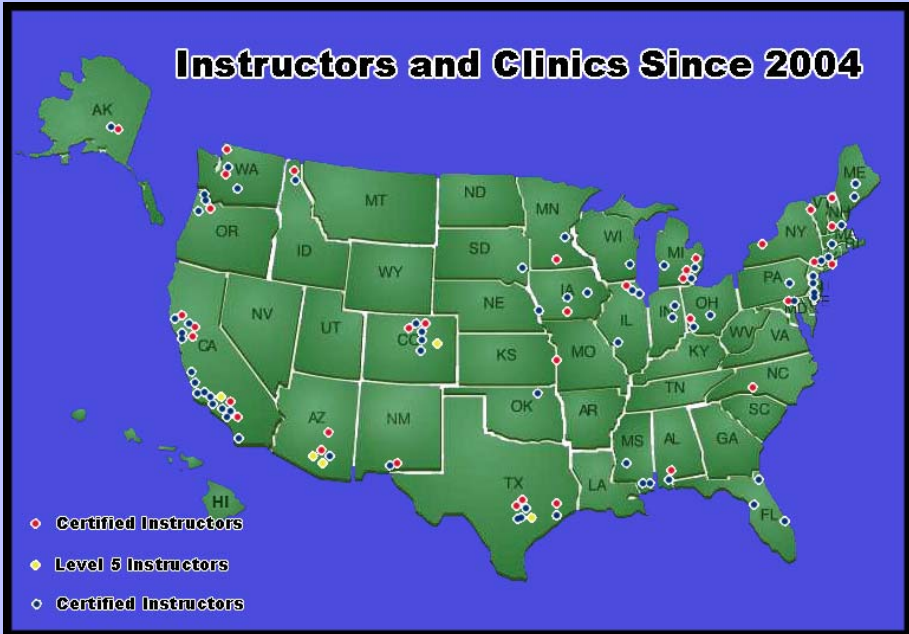 Instructors and Clinics Since 2004
AK
WA
ME
MT
ND
MN
VT
NH
OR
ID
SD
WI
MI
NY
MA
WY
IA
PA
NE
OH
NV
UT
CO
IL
IN
MD
CA
KS
MO
WV
VA
KY
NC
AZ
NM
OK
TN
AR
SC
MS
AL
GA
TX
LA
FL
HI
Certified Instructors
Level 5 Instructors
Certified Instructors